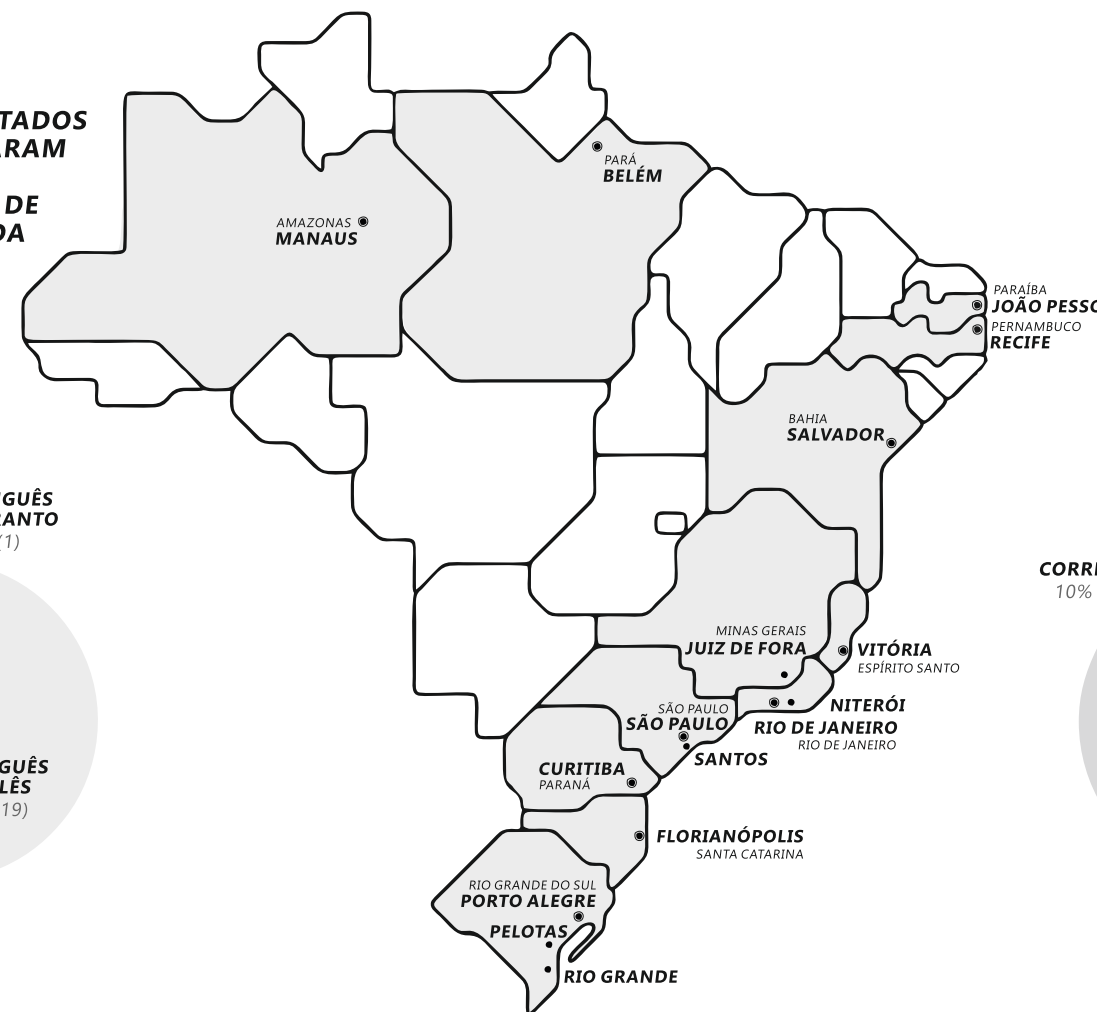 TADOS
RAM
DE
DA
PARÁ
BELÉM
AMAZONAS
MANAUS
PARAÍBA
JOÃO PESSO
PERNAMBUCO
RECIFE
BAHIA
SALVADOR
GUÊS
RANTO
(1)
CORR
10%
MINAS GERAIS
JUIZ DE FORA
VITÓRIA
ESPÍRITO SANTO
NITERÓI
SÃO PAULO
SÃO PAULO
RIO DE JANEIRO
RIO DE JANEIRO
SANTOS
GUÊS
LÊS
19)
CURITIBA
PARANÁ
FLORIANÓPOLIS
SANTA CATARINA
RIO GRANDE DO SUL
PORTO ALEGRE
PELOTAS
RIO GRANDE